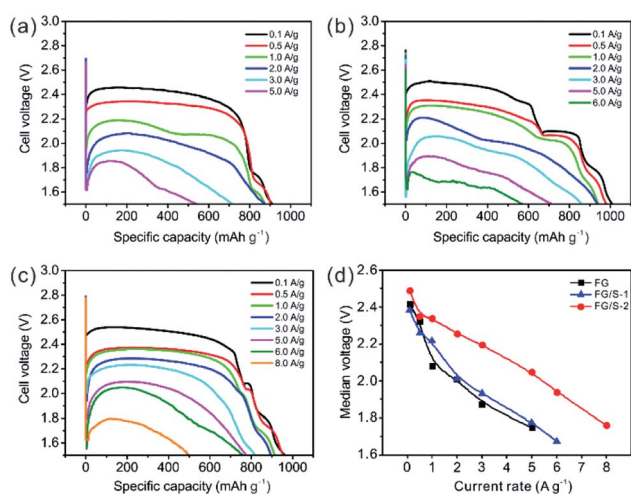 (a)
3.0
2.8
2.6
2.4
2.2
2.0
1.8
1.6
Cell voltage (V)
0.1 A/g
0.5 A/g
1.0 A/g
2.0 A/g
3.0 A/g
5.0 A/g
0 200 400 600 800 1000
Specific capacity (mAh g⁻¹)
(b)
3.0
2.8
2.6
2.4
2.2
2.0
1.8
1.6
Cell voltage (V)
0.1 A/g
0.5 A/g
1.0 A/g
2.0 A/g
3.0 A/g
5.0 A/g
6.0 A/g
0 200 400 600 800 1000
Specific capacity (mAh g⁻¹)
(c)
3.0
2.8
2.6
2.4
2.2
2.0
1.8
1.6
Cell voltage (V)
0.1 A/g
0.5 A/g
1.0 A/g
2.0 A/g
3.0 A/g
5.0 A/g
6.0 A/g
8.0 A/g
0 200 400 600 800 1000
Specific capacity (mAh g⁻¹)
(d)
2.6
2.4
2.2
2.0
1.8
1.6
Median voltage (V)
FG
FG/S-1
FG/S-2
0 1 2 3 4 5 6 7 8
Current rate (A g⁻¹)